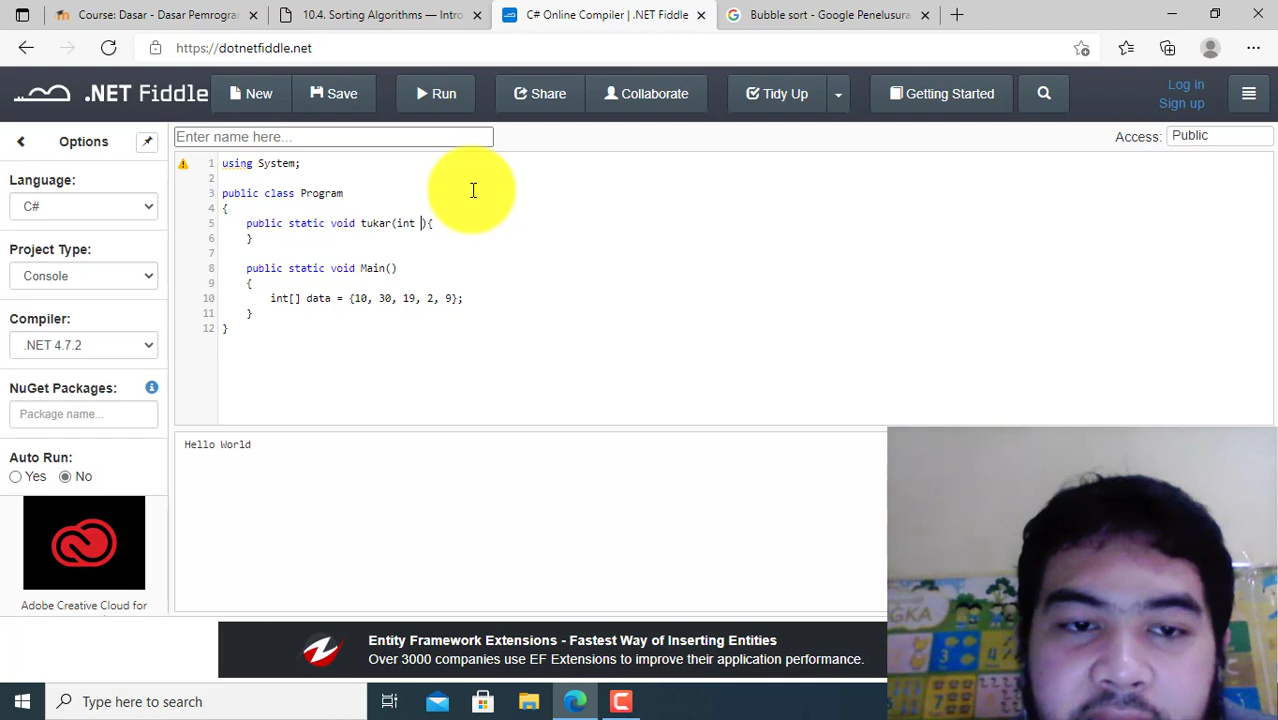 Course: Dasar - Dasar Pemrogra
10.4. Sorting Algorithms — Intro
C# Online Compiler | .NET Fiddle
Bubble sort - Google Penelusura
https://dotnetfiddle.net
.NET Fiddle
New
Save
Run
Share
Collaborate
Tidy Up
Getting Started
Log in
Sign up
Options
Enter name here...
Access:
Public
Language:
C#
Project Type:
Console
Compiler:
.NET 4.7.2
NuGet Packages:
Package name...
Auto Run:
Yes
No
Adobe Creative Cloud for
1 using System;
2
3 public class Program
4 {
5 public static void tukar(int ){
6 }
7
8 public static void Main()
9 {
10 int[] data = {10, 30, 19, 2, 9};
11 }
12 }
Hello World
Entity Framework Extensions - Fastest Way of Inserting Entities
Over 3000 companies use EF Extensions to improve their application performance.
GKA
Type here to search